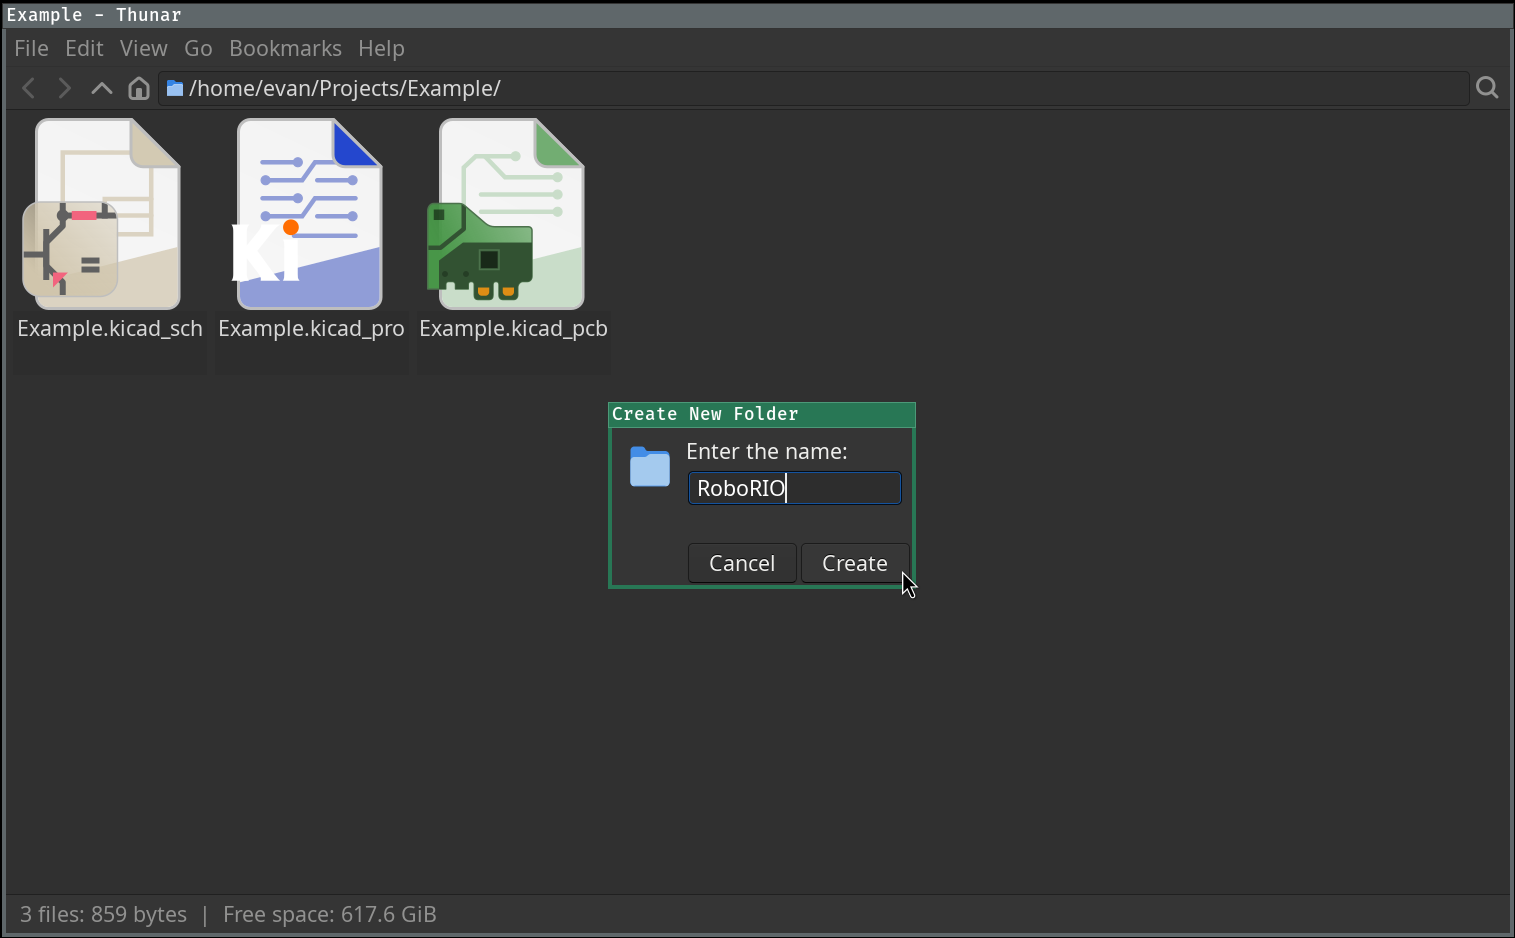 Example - Thunar
File Edit View Go Bookmarks Help
/home/evan/Projects/Example/
Ki
Example.kicad_sch Example.kicad_pro Example.kicad_pcb
Create New Folder
Enter the name:
RoboRIO
Cancel Create
3 files: 859 bytes | Free space: 617.6 GiB